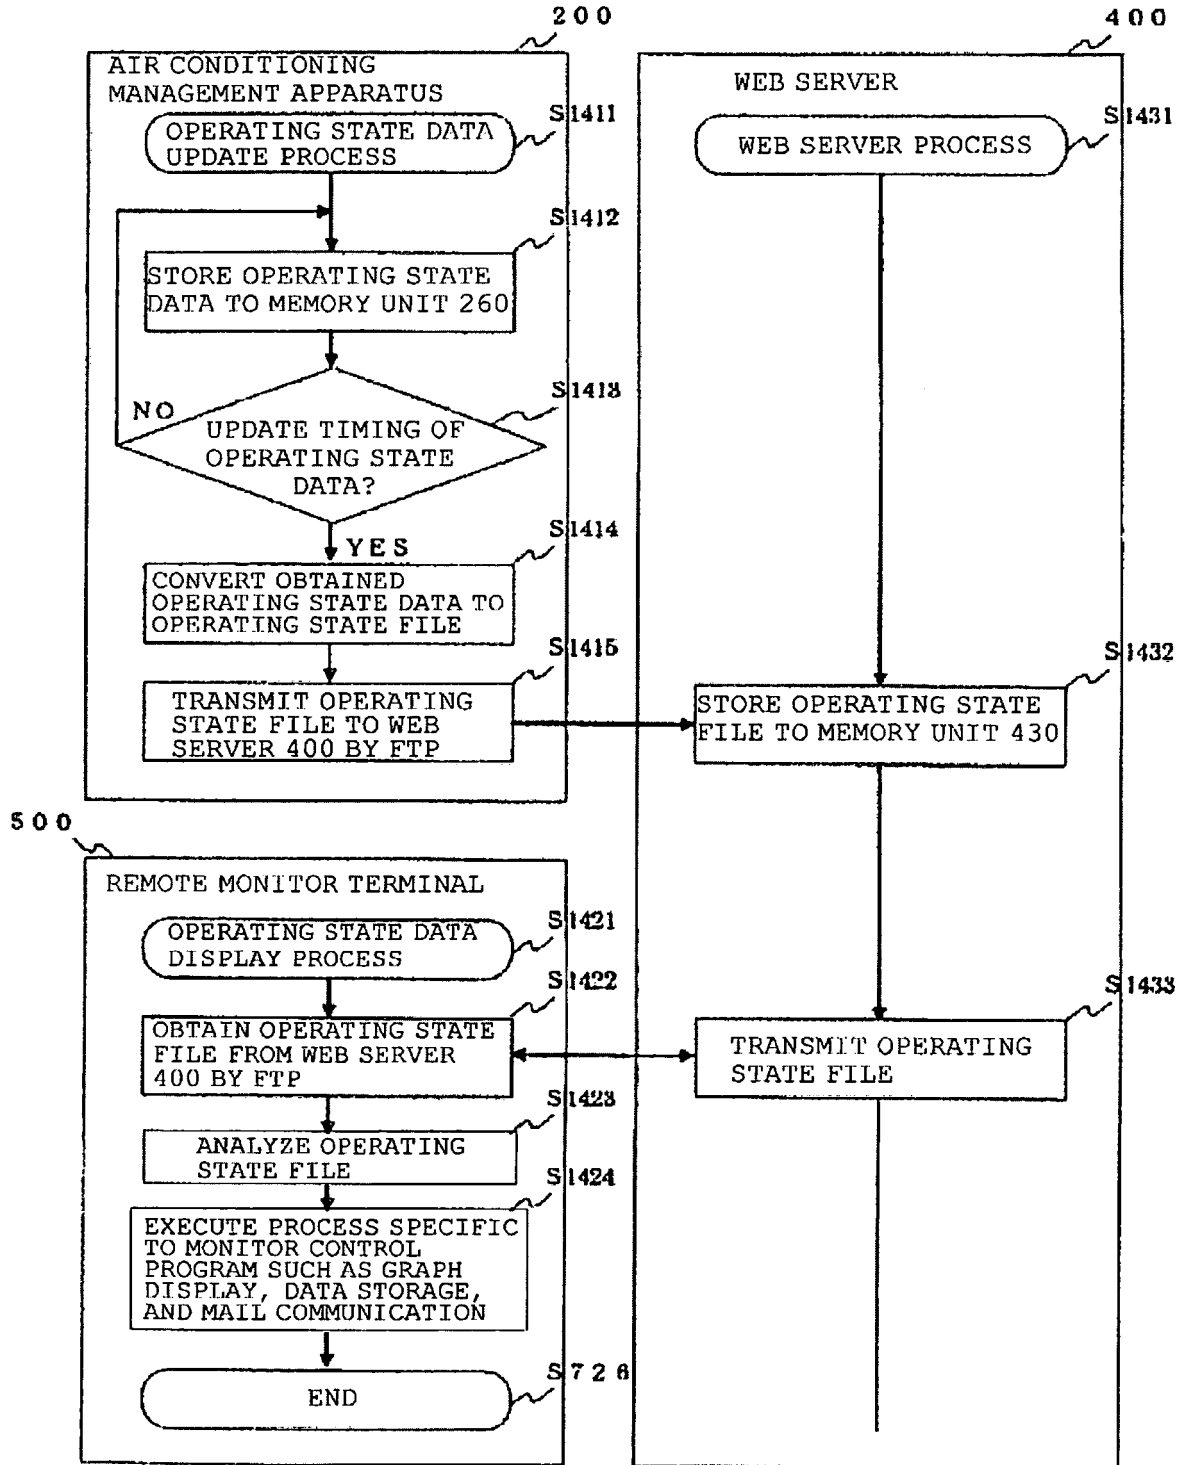 200
AIR CONDITIONING
MANAGEMENT APPARATUS
S1411
OPERATING STATE DATA
UPDATE PROCESS
S1412
STORE OPERATING STATE
DATA TO MEMORY UNIT 260
S1413
NO
UPDATE TIMING OF
OPERATING STATE
DATA?
YES
S1414
CONVERT OBTAINED
OPERATING STATE DATA TO
OPERATING STATE FILE
S1415
TRANSMIT OPERATING
STATE FILE TO WEB
SERVER 400 BY FTP
400
WEB SERVER
S1431
WEB SERVER PROCESS
S1432
STORE OPERATING STATE
FILE TO MEMORY UNIT 430
S1433
TRANSMIT OPERATING
STATE FILE
500
REMOTE MONITOR TERMINAL
S1421
OPERATING STATE DATA
DISPLAY PROCESS
S1422
OBTAIN OPERATING STATE
FILE FROM WEB SERVER
400 BY FTP
S1423
ANALYZE OPERATING
STATE FILE
S1424
EXECUTE PROCESS SPECIFIC
TO MONITOR CONTROL
PROGRAM SUCH AS GRAPH
DISPLAY, DATA STORAGE,
AND MAIL COMMUNICATION
S726
END